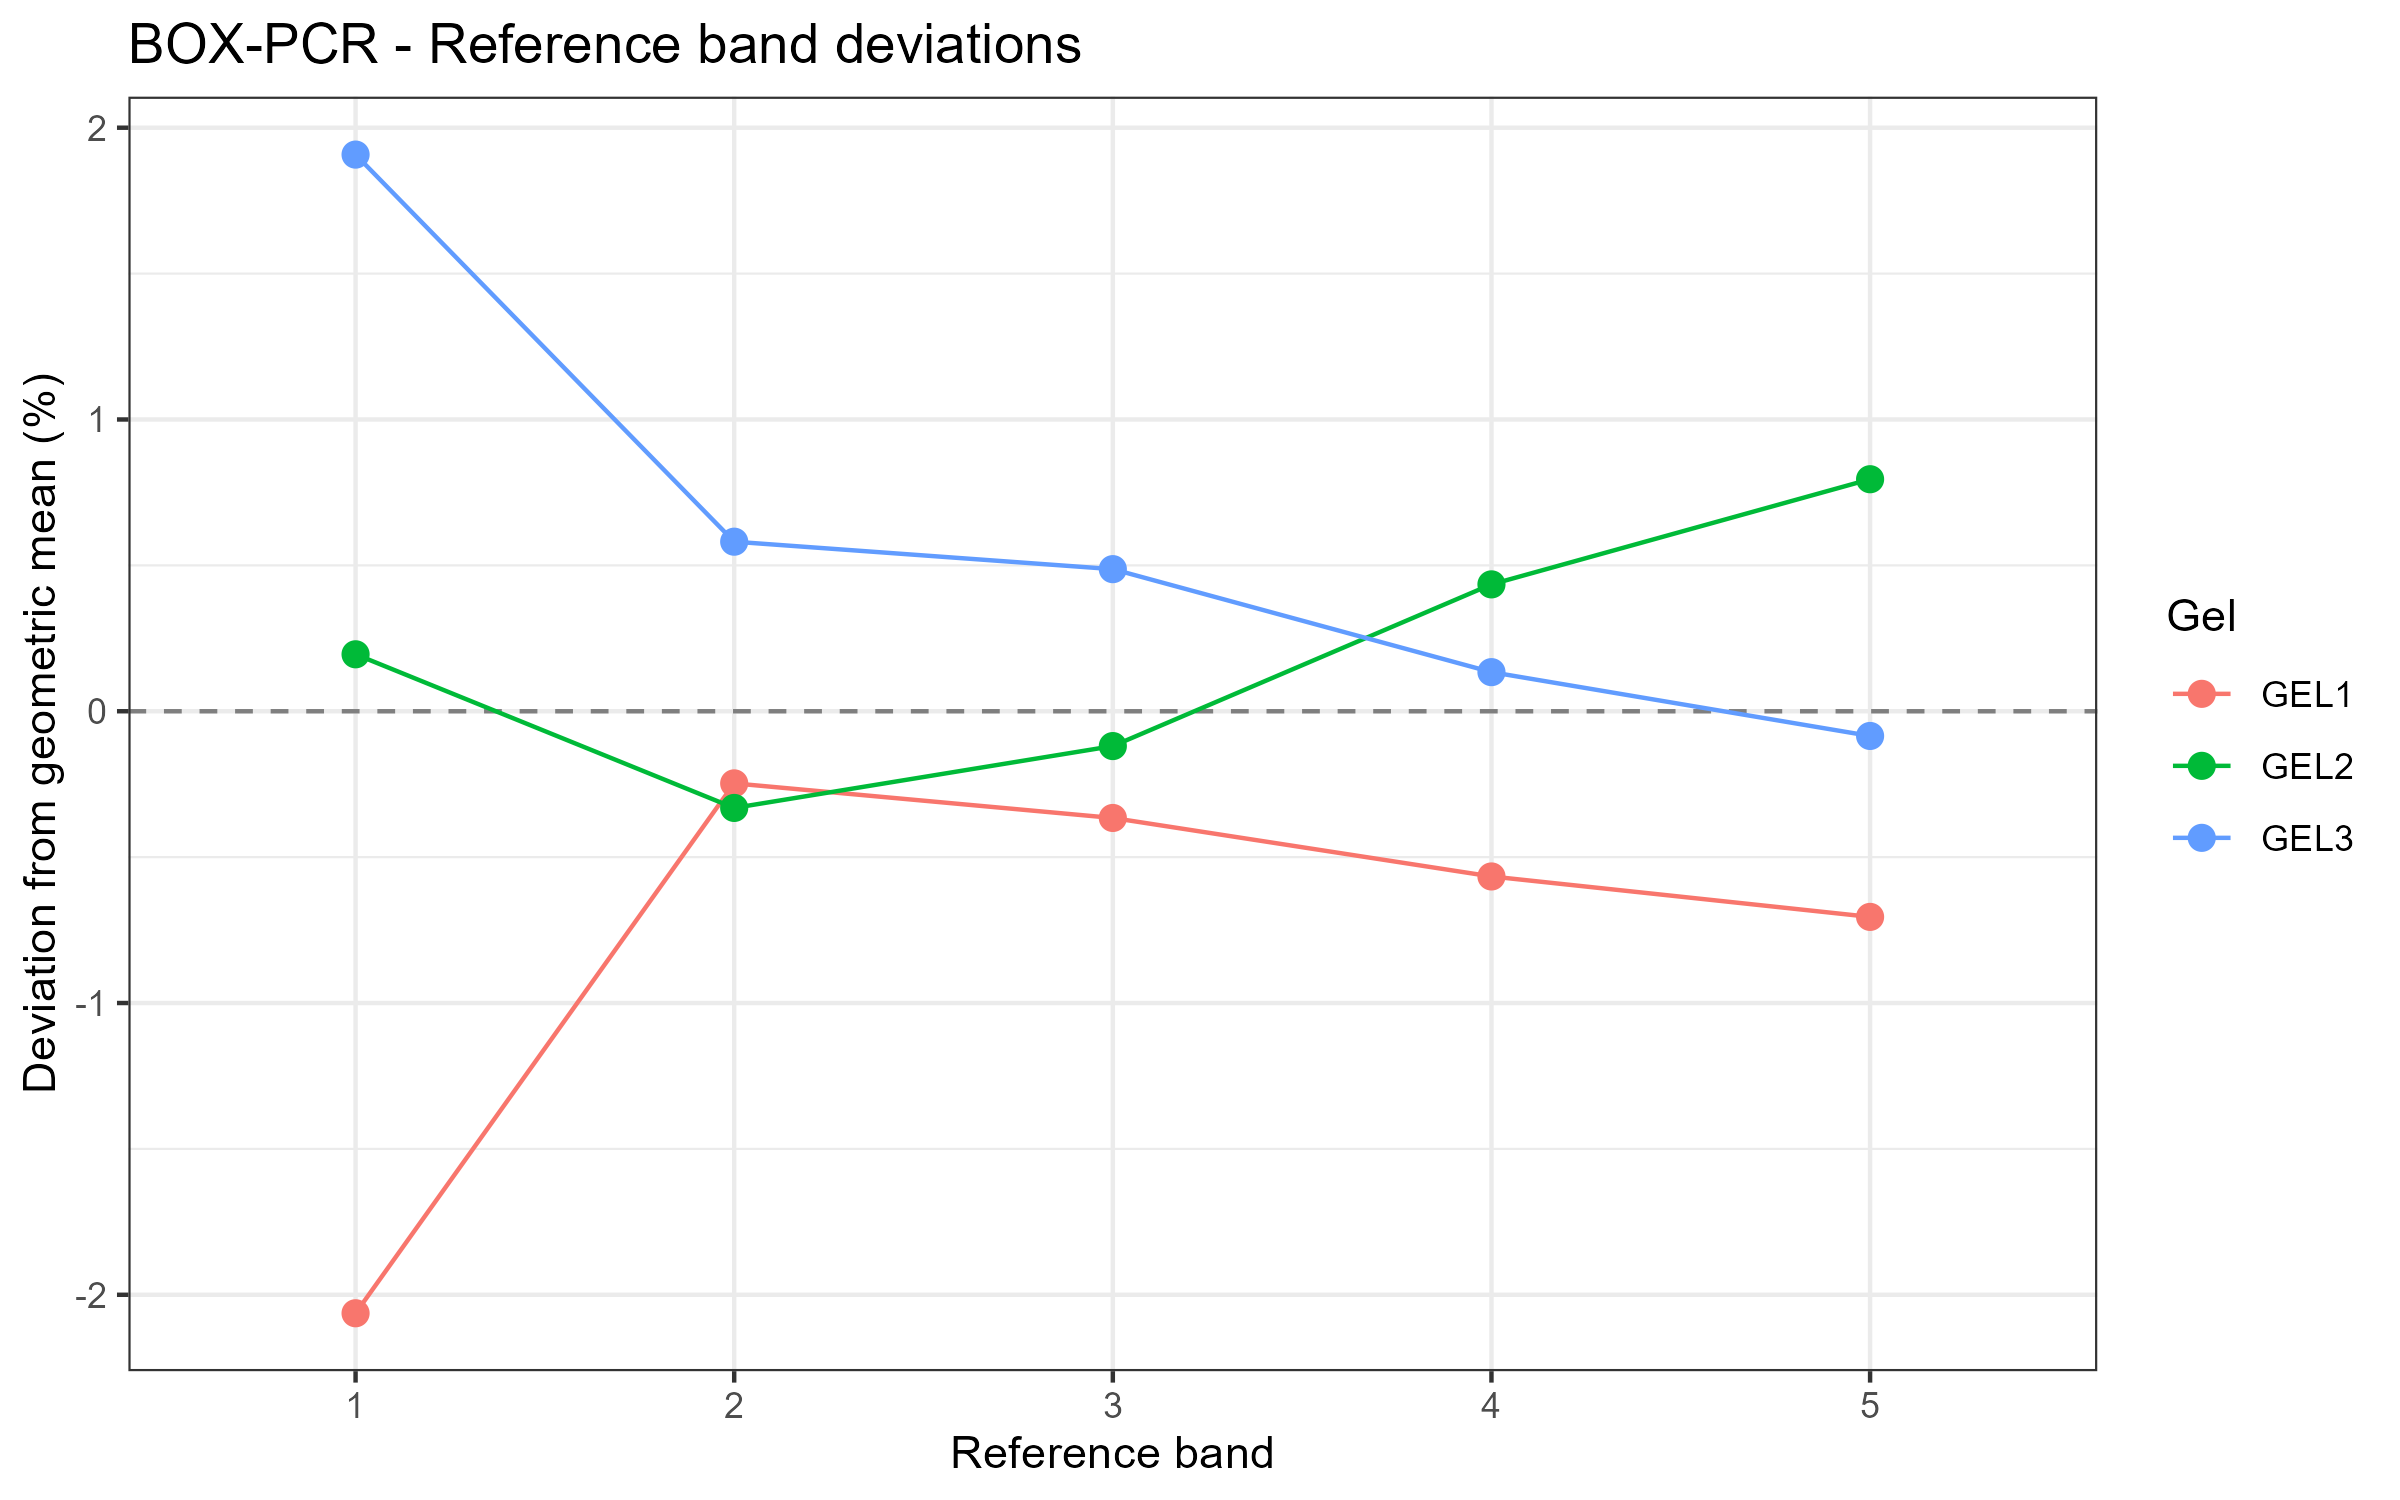 BOX-PCR - Reference band deviations
Deviation from geometric mean (%)
2
1
0
-1
-2
1 2 3 4 5
Reference band
Gel
GEL1
GEL2
GEL3